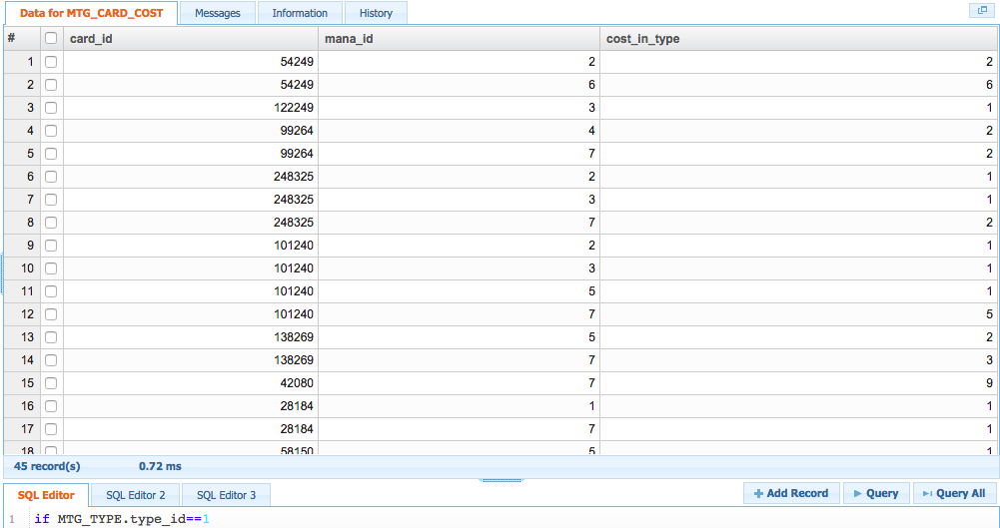 Data for MTG_CARD_COST Messages Information History
# card_id mana_id cost_in_type
1 54249 2 2
2 54249 6 6
3 122249 3 1
4 99264 4 2
5 99264 7 2
6 248325 2 1
7 248325 3 1
8 248325 7 2
9 101240 2 1
10 101240 3 1
11 101240 5 1
12 101240 7 5
13 138269 5 2
14 138269 7 3
15 42080 7 9
16 28184 1 1
17 28184 7 1
18 58150 5 1
45 record(s) 0.72 ms
SQL Editor SQL Editor 2 SQL Editor 3 Add Record Query Query All
1 if MTG_TYPE.type_id==1